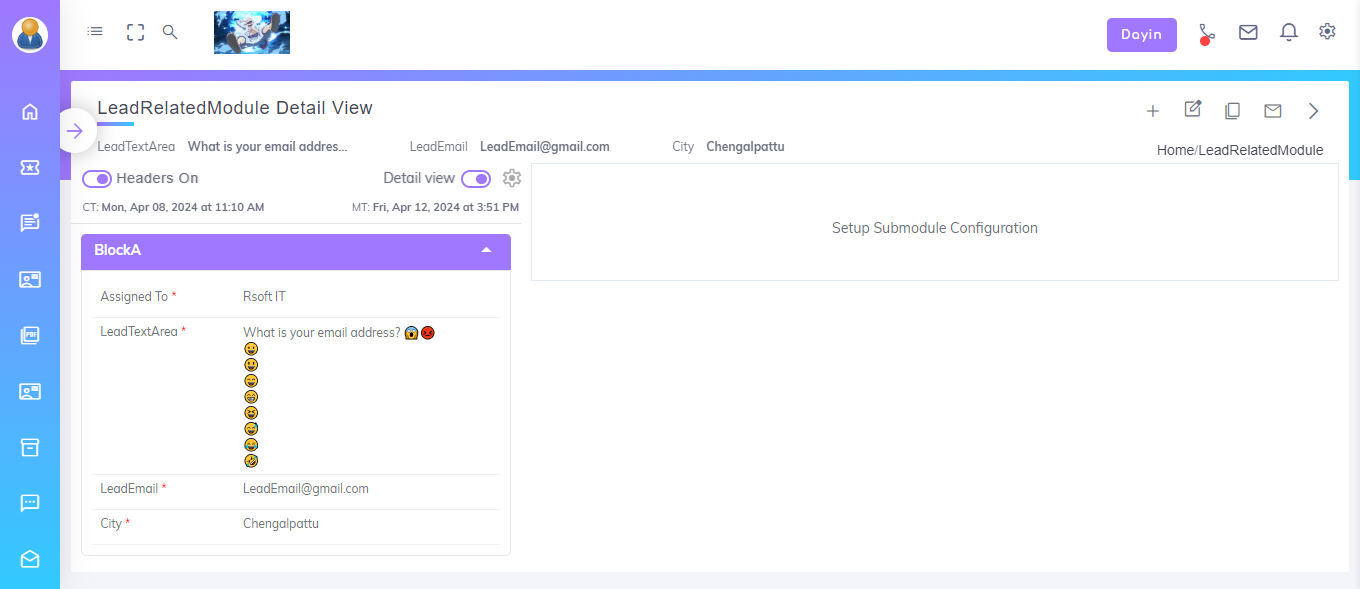 Dayin
LeadRelatedModule Detail View
LeadTextArea What is your email addres... LeadEmail LeadEmail@gmail.com City Chengalpattu
Home/LeadRelatedModule
Headers On Detail view
CT: Mon, Apr 08, 2024 at 11:10 AM MT: Fri, Apr 12, 2024 at 3:51 PM
Setup Submodule Configuration
BlockA
Assigned To * Rsoft IT
LeadTextArea * What is your email address? 😱😡
😀
😃
😄
😁
😆
😅
😂
🤣
LeadEmail * LeadEmail@gmail.com
City * Chengalpattu
PDF